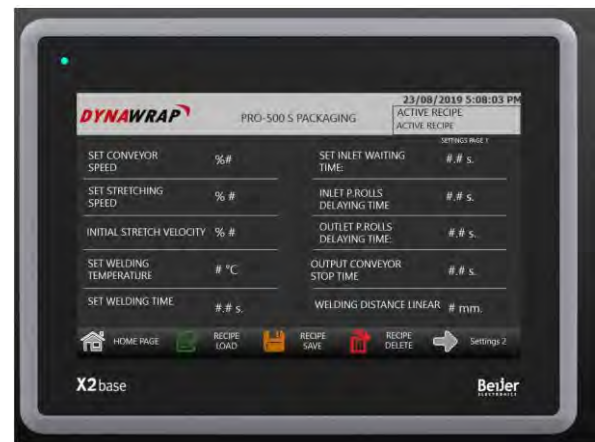 23/08/2019 5:08:03 PM
DYNAWRAP
PRO-500 S PACKAGING
ACTIVE RECIPE
ACTIVE RECIPE
SETTINGS PAGE 1
SET CONVEYOR
SPEED
%#
SET INLET WAITING
TIME:
#.# s.
SET STRETCHING
SPEED
% #
INLET P.ROLLS
DELAYING TIME
#.# s.
INITIAL STRETCH VELOCITY
% #
OUTLET P.ROLLS
DELAYING TIME:
#.# s.
SET WELDING
TEMPERATURE
# °C
OUTPUT CONVEYOR
STOP TIME
#.# s.
SET WELDING TIME
#.# s.
WELDING DISTANCE LINEAR
# mm.
HOME PAGE
RECIPE
LOAD
RECIPE
SAVE
RECIPE
DELETE
Settings 2
X2base
Beijer
ELECTRONICS